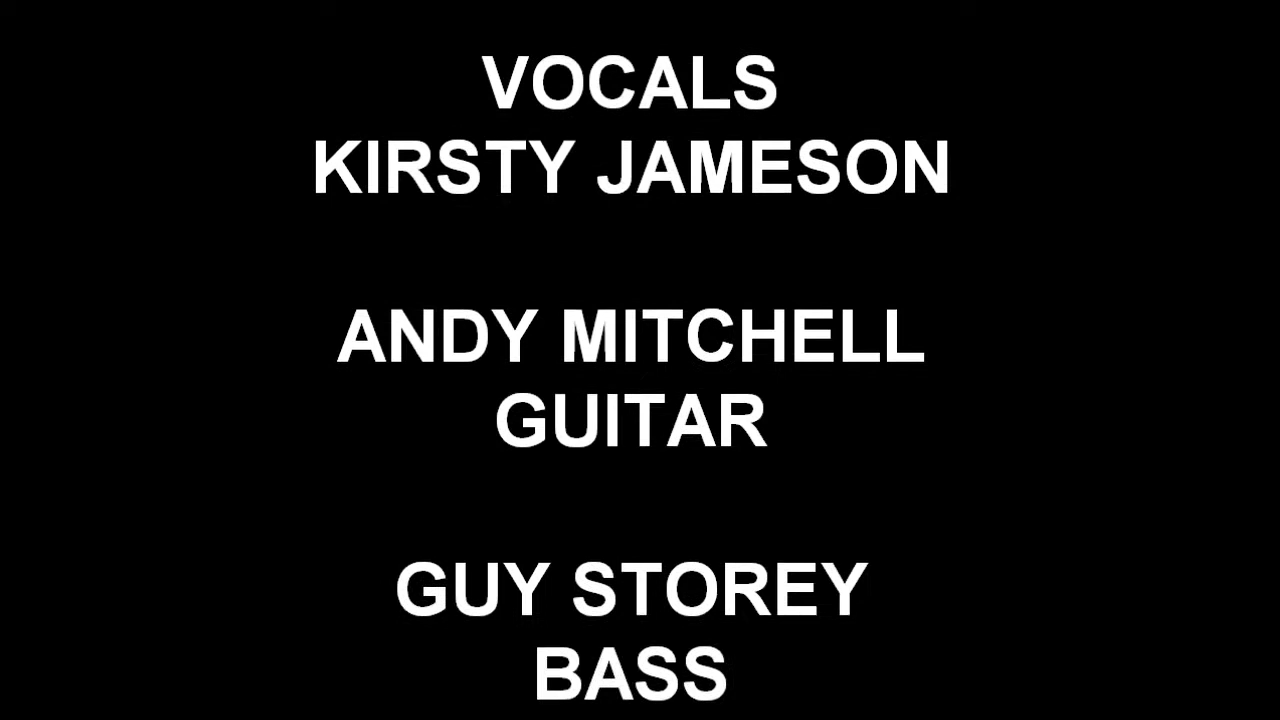 VOCALS
KIRSTY JAMESON
ANDY MITCHELL
GUITAR
GUY STOREY
BASS